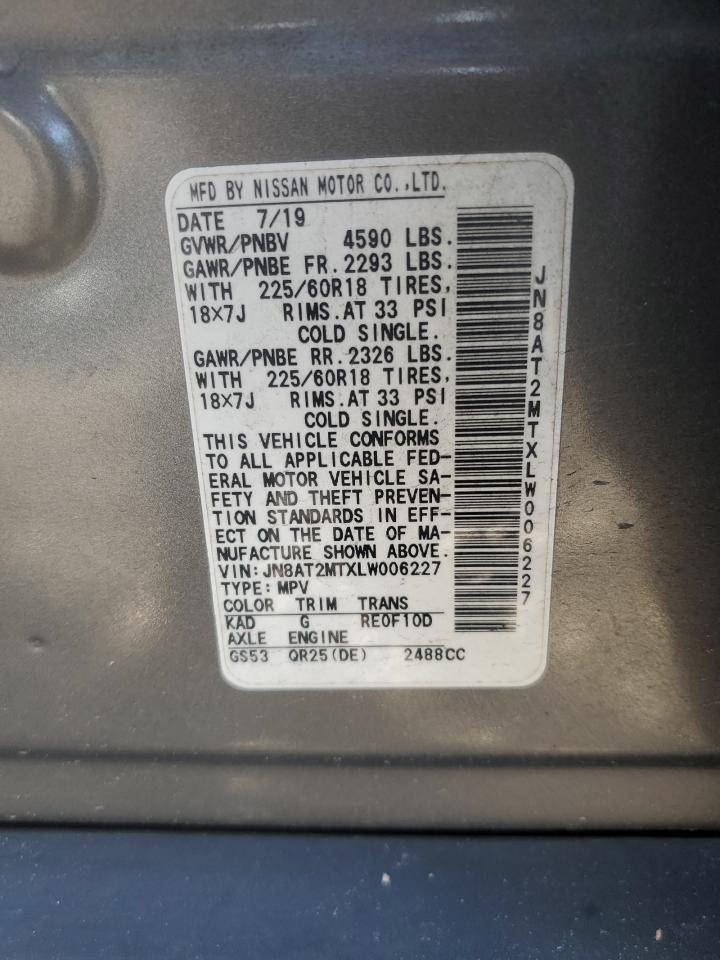 MFD BY NISSAN MOTOR CO.,LTD.
DATE 7/19
GVWR/PNBV 4590 LBS.
GAWR/PNBE FR.2293 LBS.
WITH 225/60R18 TIRES,
18X7J RIMS.AT 33 PSI
COLD SINGLE.
GAWR/PNBE RR.2326 LBS.
WITH 225/60R18 TIRES,
18X7J RIMS.AT 33 PSI
COLD SINGLE.
THIS VEHICLE CONFORMS
TO ALL APPLICABLE FED-
ERAL MOTOR VEHICLE SA-
FETY AND THEFT PREVEN-
TION STANDARDS IN EFF-
ECT ON THE DATE OF MA-
NUFACTURE SHOWN ABOVE.
VIN:JN8AT2MTXLW006227
TYPE:MPV
COLOR TRIM TRANS
KAD G RE0F10D
AXLE ENGINE
GS53 QR25(DE) 2488CC
JN8AT2MTXLW006227